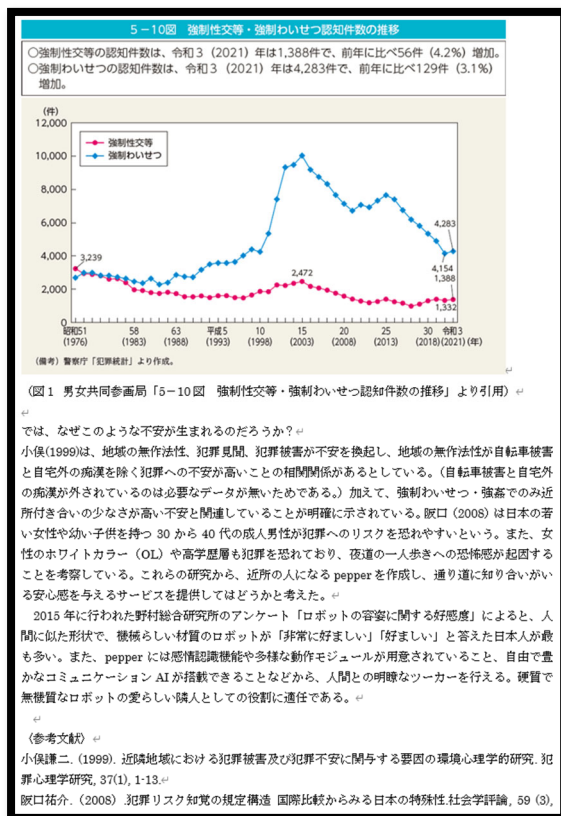 5－10図　強制性交等・強制わいせつ認知件数の推移
○強制性交等の認知件数は、令和3（2021）年は1,388件で、前年に比べ56件（4.2%）増加。
○強制わいせつの認知件数は、令和3（2021）年は4,283件で、前年に比べ129件（3.1%）
増加。
（件）
12,000
10,000
8,000
6,000
4,000
2,000
0
強制性交等
強制わいせつ
3,239
2,472
4,283
4,154
1,388
1,332
昭和51 58 63 平成5 10 15 20 25 30 令和3
(1976) (1983) (1988) (1993) (1998) (2003) (2008) (2013) (2018) (2021)（年）
（備考）警察庁「犯罪統計」より作成。
（図1 男女共同参画局「5－10図　強制性交等・強制わいせつ認知件数の推移」より引用）
では、なぜこのような不安が生まれるのだろうか？
小俣(1999)は、地域の無作法性、犯罪見聞、犯罪被害が不安を喚起し、地域の無作法性が自転車被害
と自宅外の痴漢を除く犯罪への不安が高いことの相関関係があるとしている。（自転車被害と自宅外
の痴漢が外されているのは必要なデータが無いためである。）加えて、強制わいせつ・強姦でのみ近
所付き合いの少なさが高い不安と関連していることが明確に示されている。阪口（2008）は日本の若
い女性や幼い子供を持つ 30 から 40 代の成人男性が犯罪へのリスクを恐れやすいという。また、女
性のホワイトカラー（OL）や高学歴層も犯罪を恐れており、夜道の一人歩きへの恐怖感が起因する
ことを考察している。これらの研究から、近所の人になる pepper を作成し、通り道に知り合いがい
る安心感を与えるサービスを提供してはどうかと考えた。
2015 年に行われた野村総合研究所のアンケート「ロボットの容姿に関する好感度」によると、人
間に似た形状で、機械らしい材質のロボットが「非常に好ましい」「好ましい」と答えた日本人が最
も多い。また、pepper には感情認識機能や多様な動作モジュールが用意されていること、自由で豊
かなコミュニケーション AI が搭載できることなどから、人間との明瞭なツーカーを行える。硬質で
無機質なロボットの愛らしい隣人としての役割に適任である。
〈参考文献〉
小俣謙二. (1999). 近隣地域における犯罪被害及び犯罪不安に関与する要因の環境心理学的研究. 犯
罪心理学研究, 37(1), 1-13.
阪口祐介.（2008）.犯罪リスク知覚の規定構造 国際比較からみる日本の特殊性.社会学評論, 59 (3),